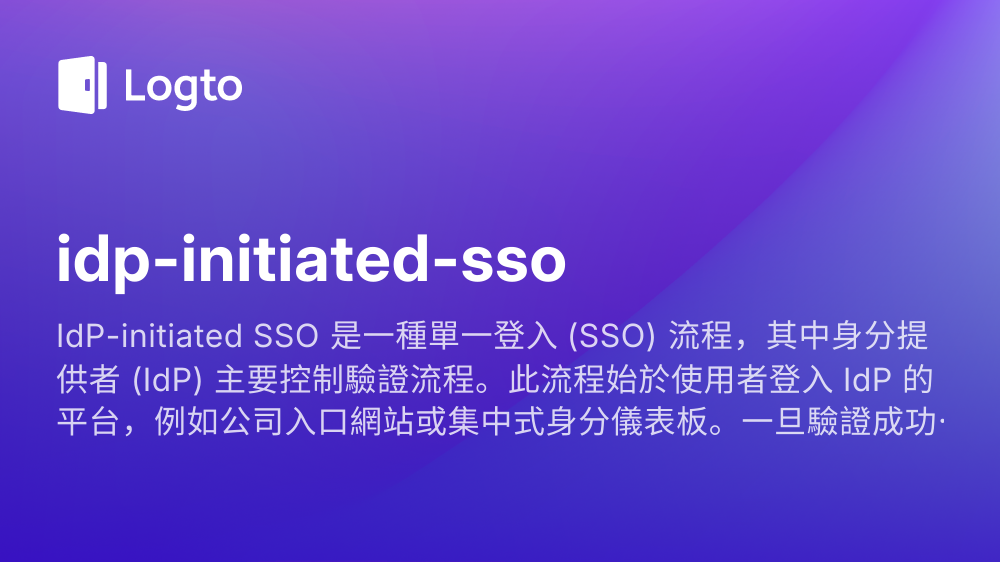 Logto
idp-initiated-sso
IdP-initiated SSO 是一種單一登入 (SSO) 流程，其中身分提
供者 (IdP) 主要控制驗證流程。此流程始於使用者登入 IdP 的
平台，例如公司入口網站或集中式身分儀表板。一旦驗證成功·